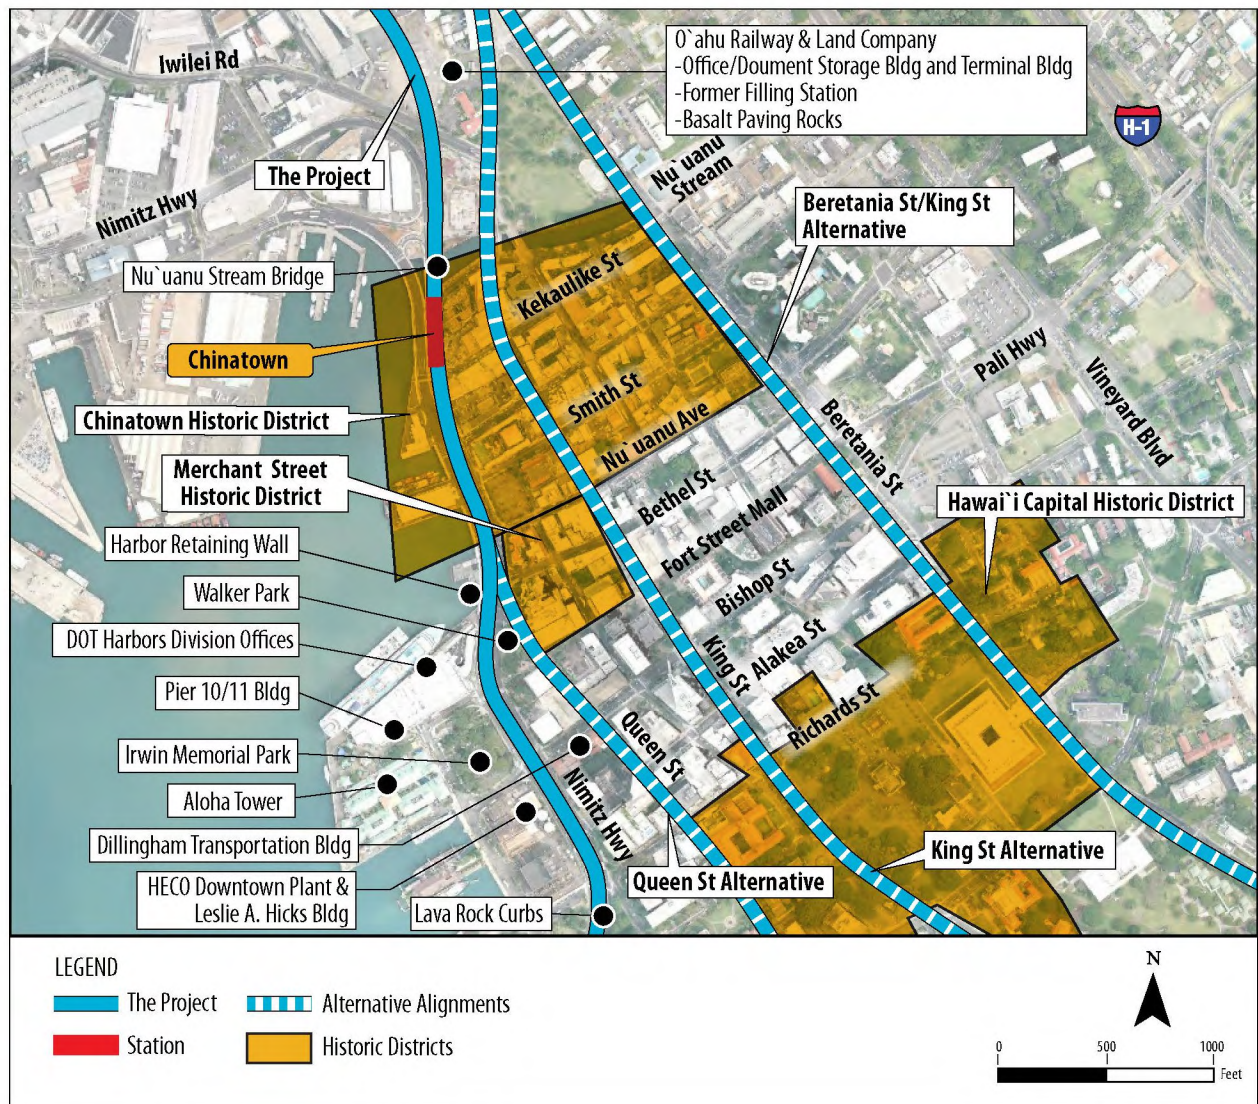 Iwilei Rd
O`ahu Railway & Land Company
-Office/Doument Storage Bldg and Terminal Bldg
-Former Filling Station
-Basalt Paving Rocks
H-1
The Project
Nu`uanu
Stream
Nimitz Hwy
Beretania St/King St
Alternative
Nu`uanu Stream Bridge
Kekaulike St
Chinatown
Pali Hwy
Vineyard Blvd
Smith St
Chinatown Historic District
Nu`uanu Ave
Beretania St
Merchant Street
Historic District
Bethel St
Fort Street Mall
Hawai`i Capital Historic District
Harbor Retaining Wall
Bishop St
Walker Park
DOT Harbors Division Offices
Alakea St
King St
Pier 10/11 Bldg
Richards St
Queen St
Irwin Memorial Park
Aloha Tower
Nimitz Hwy
Dillingham Transportation Bldg
King St Alternative
HECO Downtown Plant &
Leslie A. Hicks Bldg
Lava Rock Curbs
Queen St Alternative
LEGEND
The Project
Alternative Alignments
Station
Historic Districts
N
0 500 1000
Feet